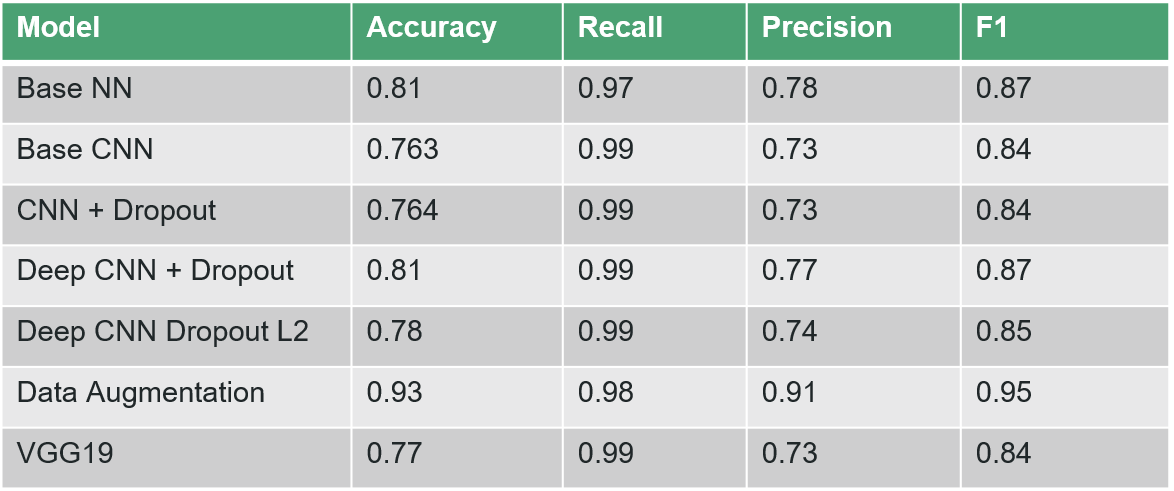 Model Accuracy Recall Precision F1
Base NN 0.81 0.97 0.78 0.87
Base CNN 0.763 0.99 0.73 0.84
CNN + Dropout 0.764 0.99 0.73 0.84
Deep CNN + Dropout 0.81 0.99 0.77 0.87
Deep CNN Dropout L2 0.78 0.99 0.74 0.85
Data Augmentation 0.93 0.98 0.91 0.95
VGG19 0.77 0.99 0.73 0.84